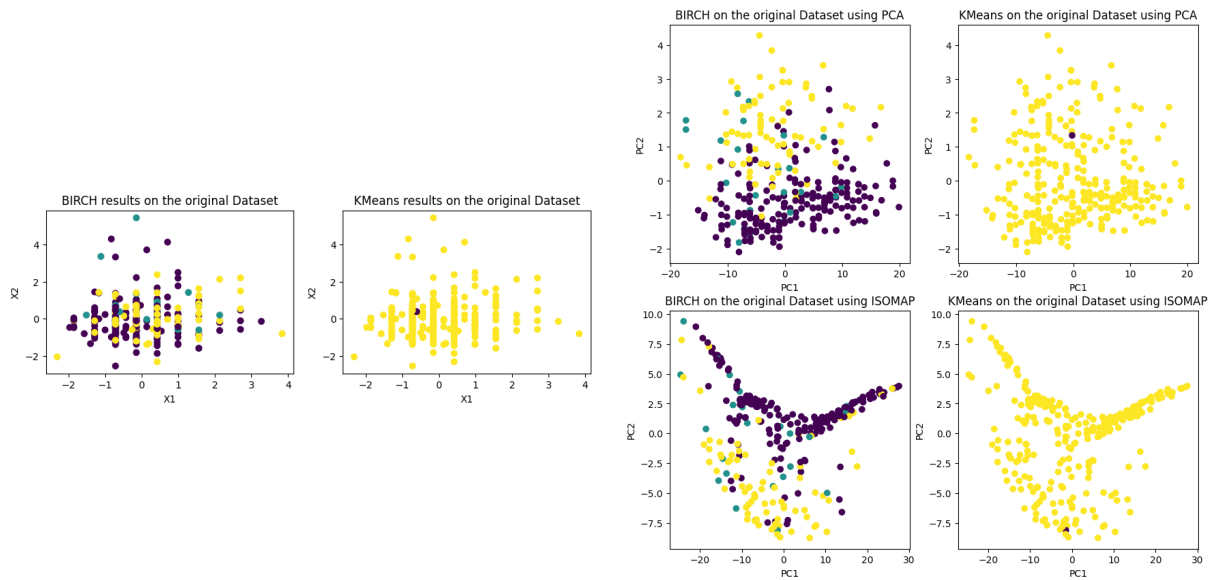 BIRCH results on the original Dataset
X2
4
2
0
−2
−2 −1 0 1 2 3 4
X1
KMeans results on the original Dataset
X2
4
2
0
−2
−2 −1 0 1 2 3 4
X1
BIRCH on the original Dataset using PCA
PC2
4
3
2
1
0
−1
−2
−20 −10 0 10 20
PC1
KMeans on the original Dataset using PCA
PC2
4
3
2
1
0
−1
−2
−20 −10 0 10 20
PC1
BIRCH on the original Dataset using ISOMAP
PC2
10.0
7.5
5.0
2.5
0.0
−2.5
−5.0
−7.5
−20 −10 0 10 20 30
PC1
KMeans on the original Dataset using ISOMAP
PC2
10.0
7.5
5.0
2.5
0.0
−2.5
−5.0
−7.5
−20 −10 0 10 20 30
PC1